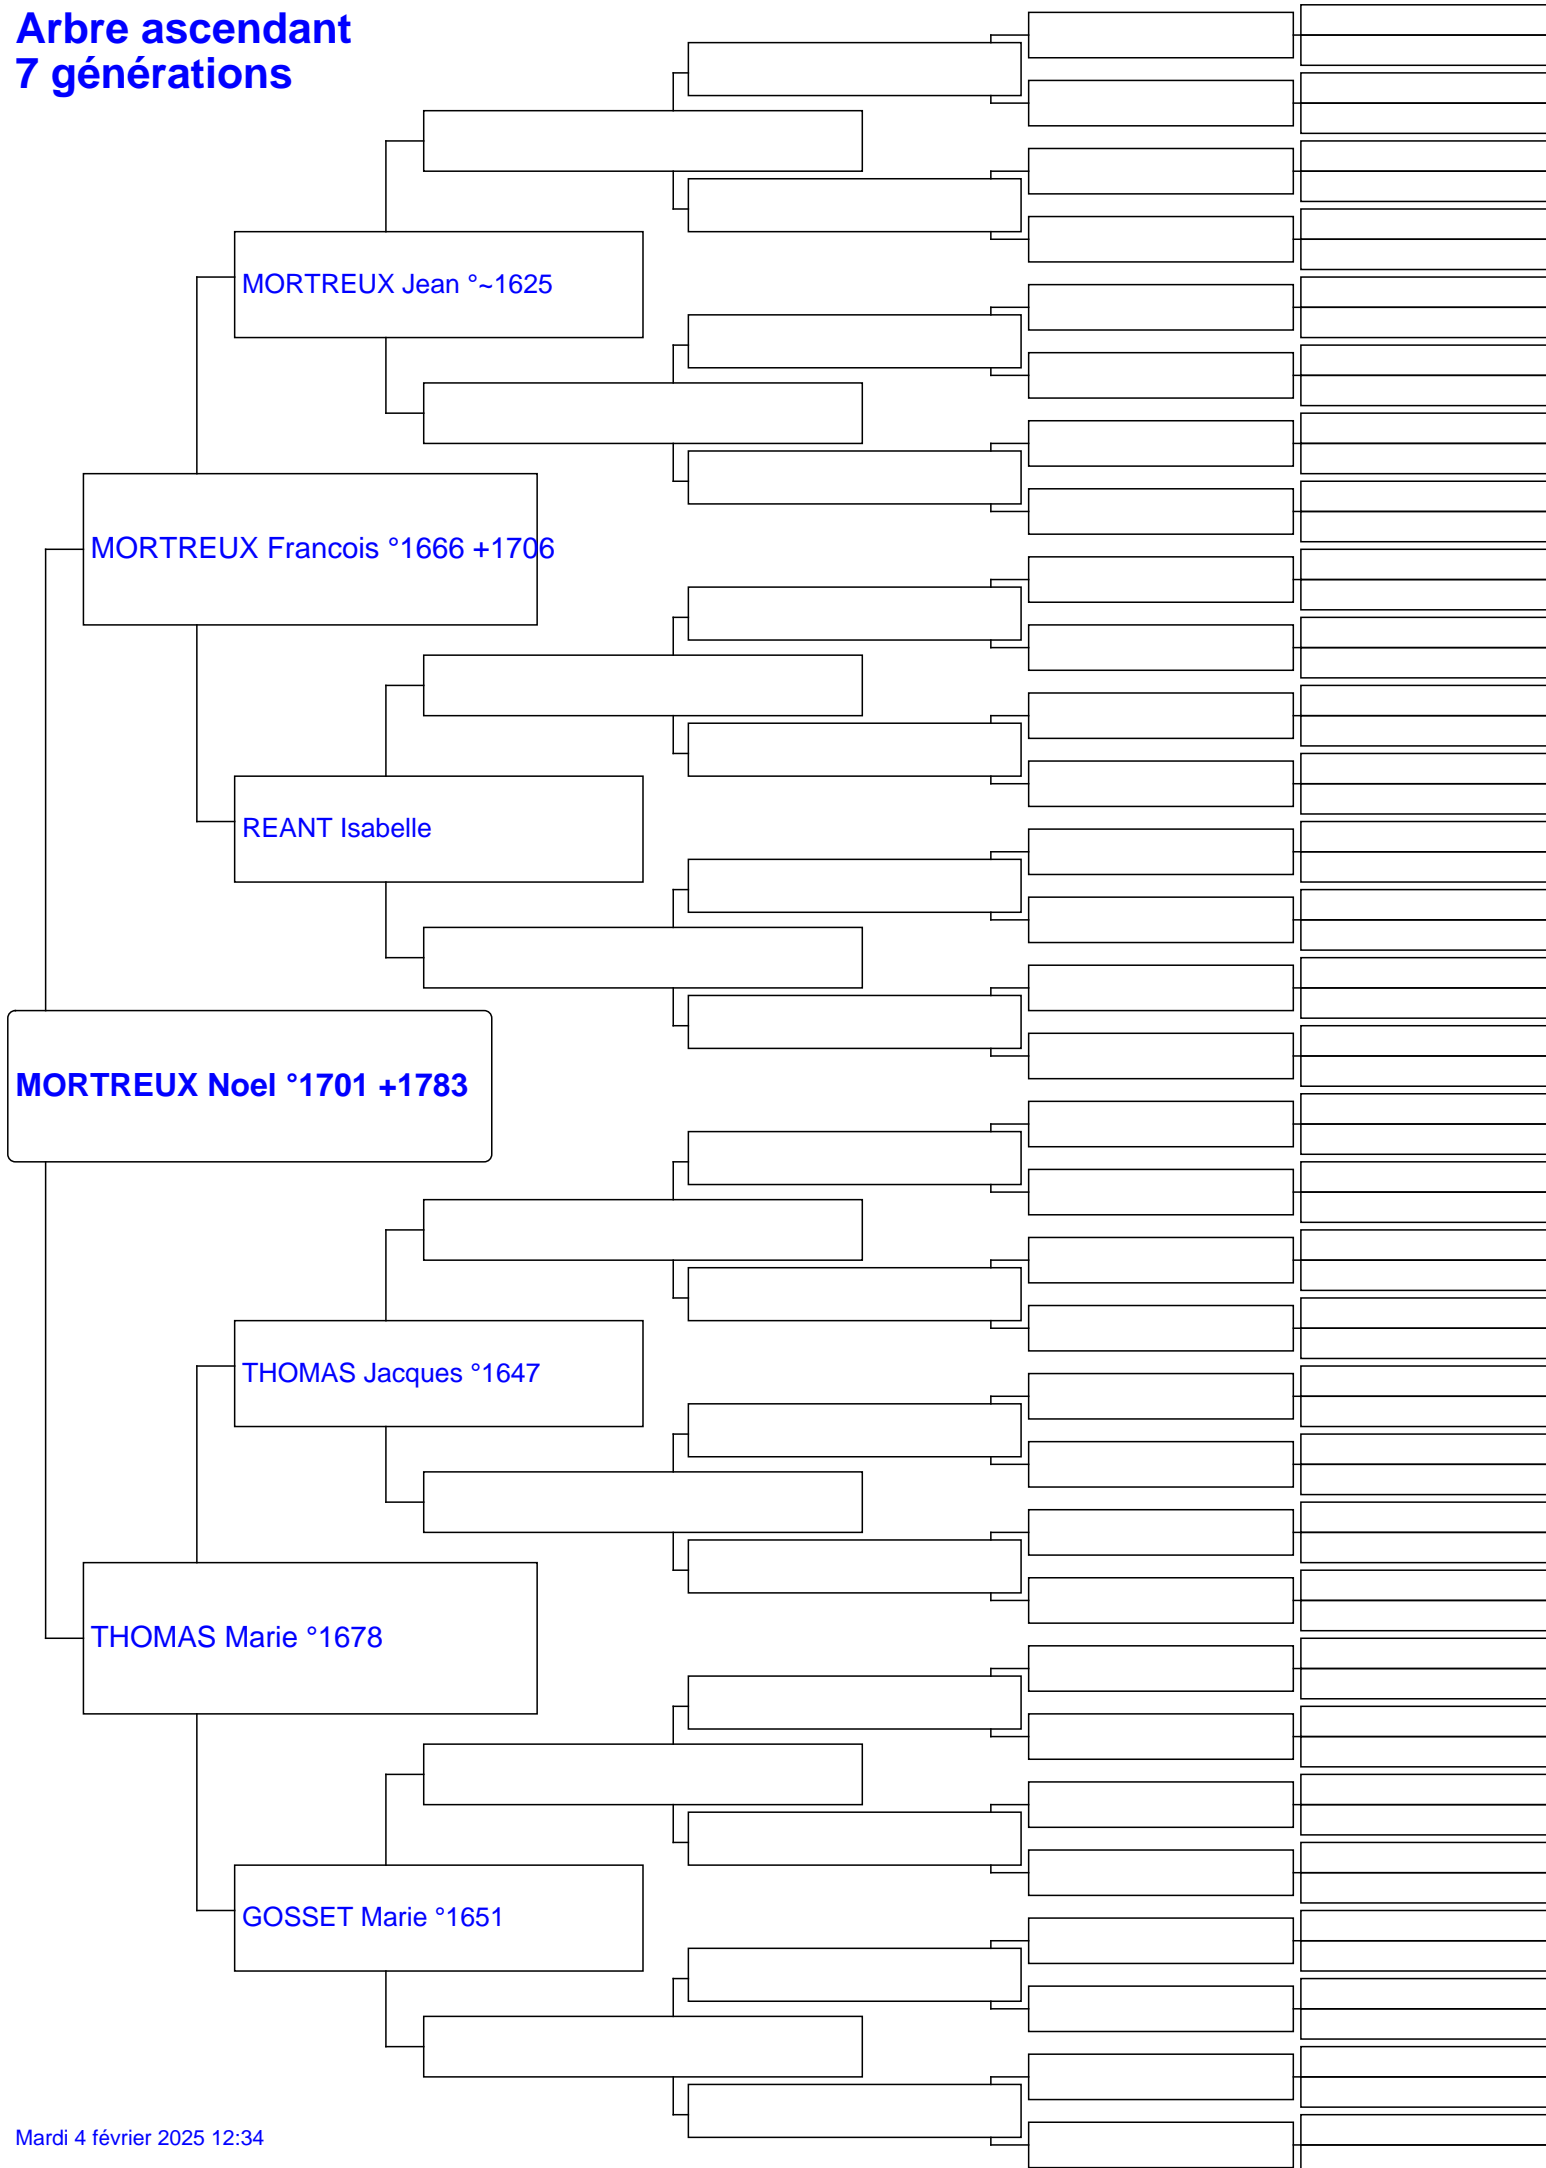 Arbre ascendant
7 générations
MORTREUX Jean °~1625
MORTREUX Francois °1666 +1706
REANT Isabelle
MORTREUX Noel °1701 +1783
THOMAS Jacques °1647
THOMAS Marie °1678
GOSSET Marie °1651
Mardi 4 février 2025 12:34